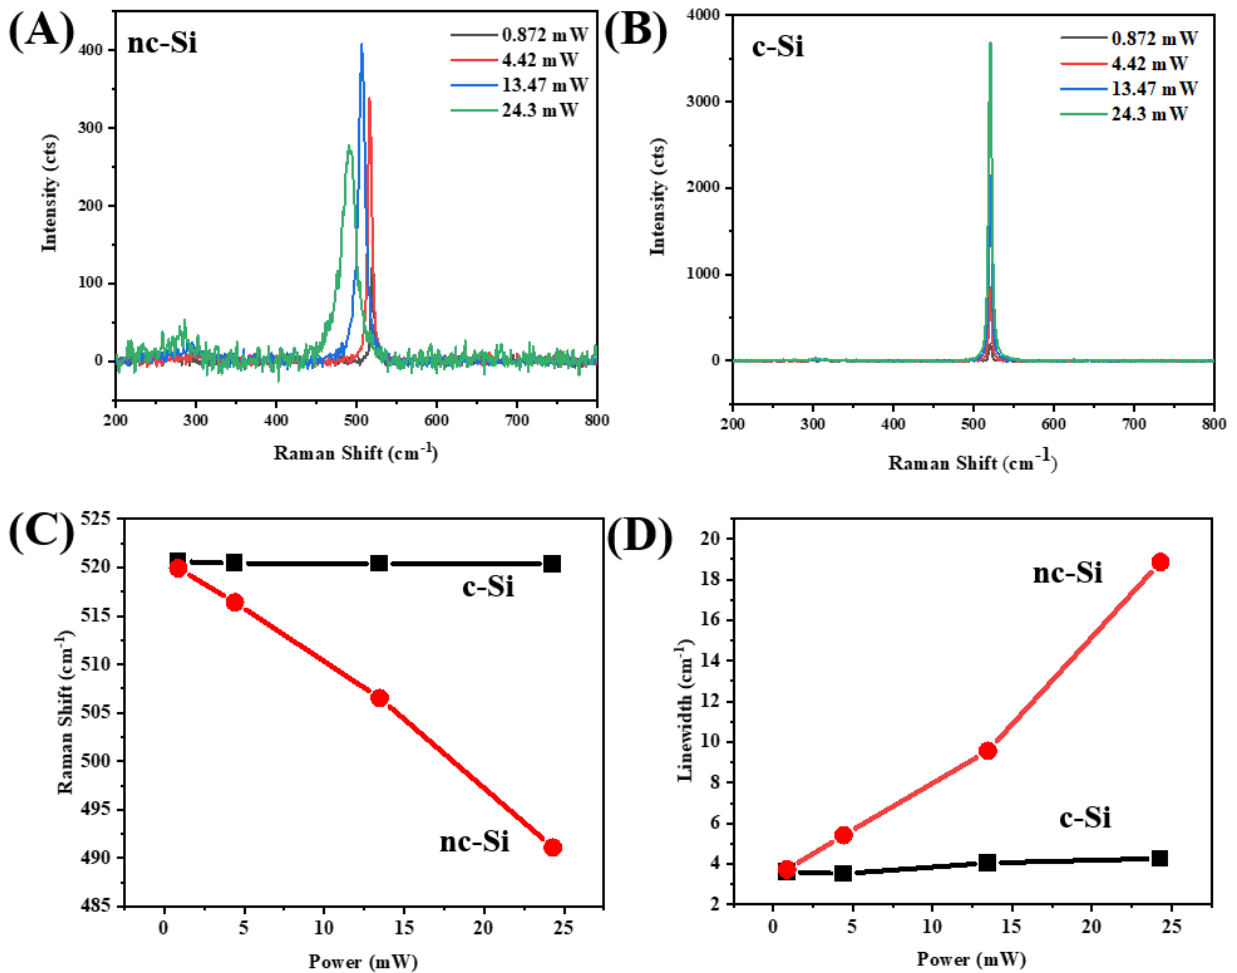 (A)
nc-Si
0.872 mW
4.42 mW
13.47 mW
24.3 mW
400
300
200
100
0
Intensity (cts)
200 300 400 500 600 700 800
Raman Shift (cm-1)
(B)
c-Si
0.872 mW
4.42 mW
13.47 mW
24.3 mW
4000
3000
2000
1000
0
Intensity (cts)
200 300 400 500 600 700 800
Raman Shift (cm-1)
(C)
525
520
515
510
505
500
495
490
485
Raman Shift (cm-1)
c-Si
nc-Si
0 5 10 15 20 25
Power (mW)
(D)
20
18
16
14
12
10
8
6
4
2
Linewidth (cm-1)
nc-Si
c-Si
0 5 10 15 20 25
Power (mW)